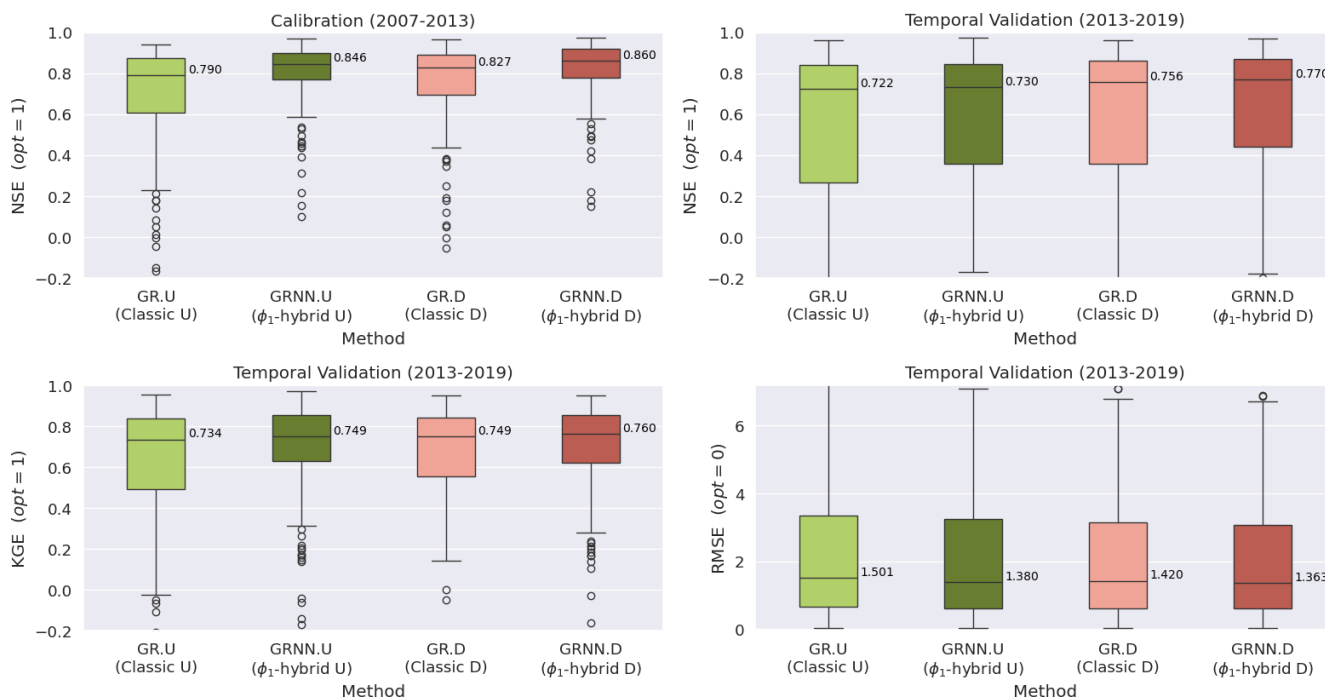 Calibration (2007-2013)
NSE (opt = 1)
1.0
0.8
0.6
0.4
0.2
0.0
−0.2
0.790
0.846
0.827
0.860
GR.U
(Classic U)
GRNN.U
(ϕ₁-hybrid U)
GR.D
(Classic D)
GRNN.D
(ϕ₁-hybrid D)
Method
Temporal Validation (2013-2019)
NSE (opt = 1)
1.0
0.8
0.6
0.4
0.2
0.0
−0.2
0.722
0.730
0.756
0.770
GR.U
(Classic U)
GRNN.U
(ϕ₁-hybrid U)
GR.D
(Classic D)
GRNN.D
(ϕ₁-hybrid D)
Method
Temporal Validation (2013-2019)
KGE (opt = 1)
1.0
0.8
0.6
0.4
0.2
0.0
−0.2
0.734
0.749
0.749
0.760
GR.U
(Classic U)
GRNN.U
(ϕ₁-hybrid U)
GR.D
(Classic D)
GRNN.D
(ϕ₁-hybrid D)
Method
Temporal Validation (2013-2019)
RMSE (opt = 0)
6
4
2
0
1.501
1.380
1.420
1.363
GR.U
(Classic U)
GRNN.U
(ϕ₁-hybrid U)
GR.D
(Classic D)
GRNN.D
(ϕ₁-hybrid D)
Method